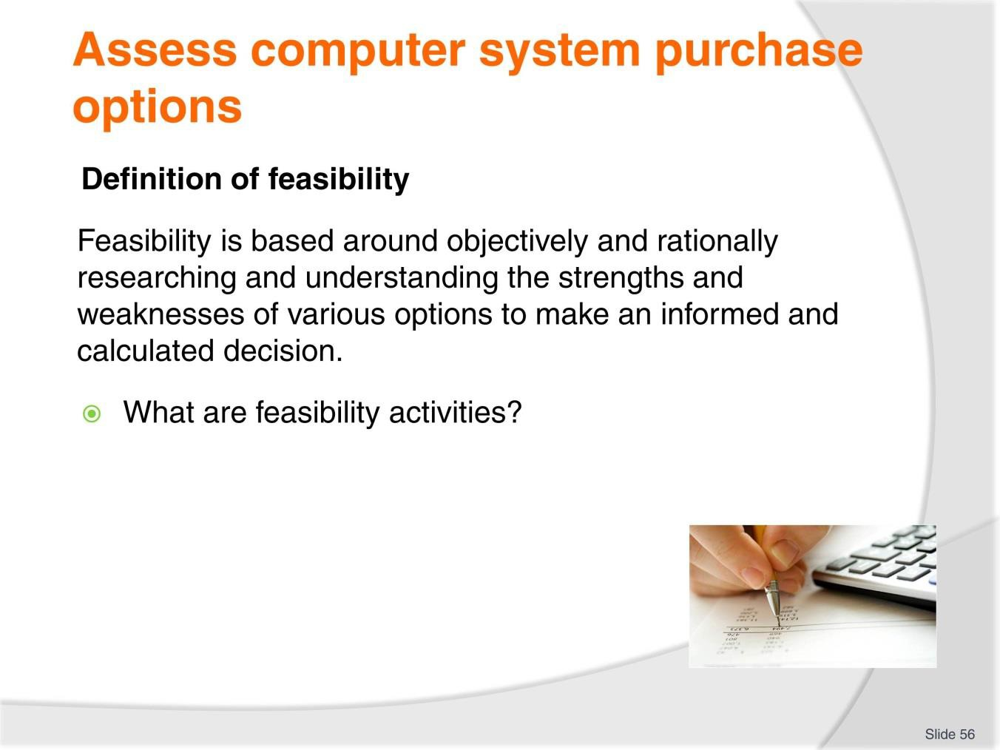 Assess computer system purchase
options
Definition of feasibility
Feasibility is based around objectively and rationally
researching and understanding the strengths and
weaknesses of various options to make an informed and
calculated decision.
What are feasibility activities?
Slide 56